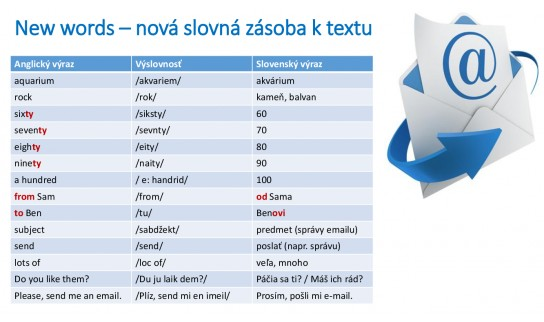 New words – nová slovná zásoba k textu
Anglický výraz Výslovnosť Slovenský výraz
aquarium /akvariem/ akvárium
rock /rok/ kameň, balvan
sixty /siksty/ 60
seventy /sevnty/ 70
eighty /eity/ 80
ninety /naity/ 90
a hundred / e: handrid/ 100
from Sam /from/ od Sama
to Ben /tu/ Benovi
subject /sabdžekt/ predmet (správy emailu)
send /send/ poslať (napr. správu)
lots of /loc of/ veľa, mnoho
Do you like them? /Du ju laik dem?/ Páčia sa ti? / Máš ich rád?
Please, send me an email. /Plíz, send mi en imeil/ Prosím, pošli mi e-mail.
@